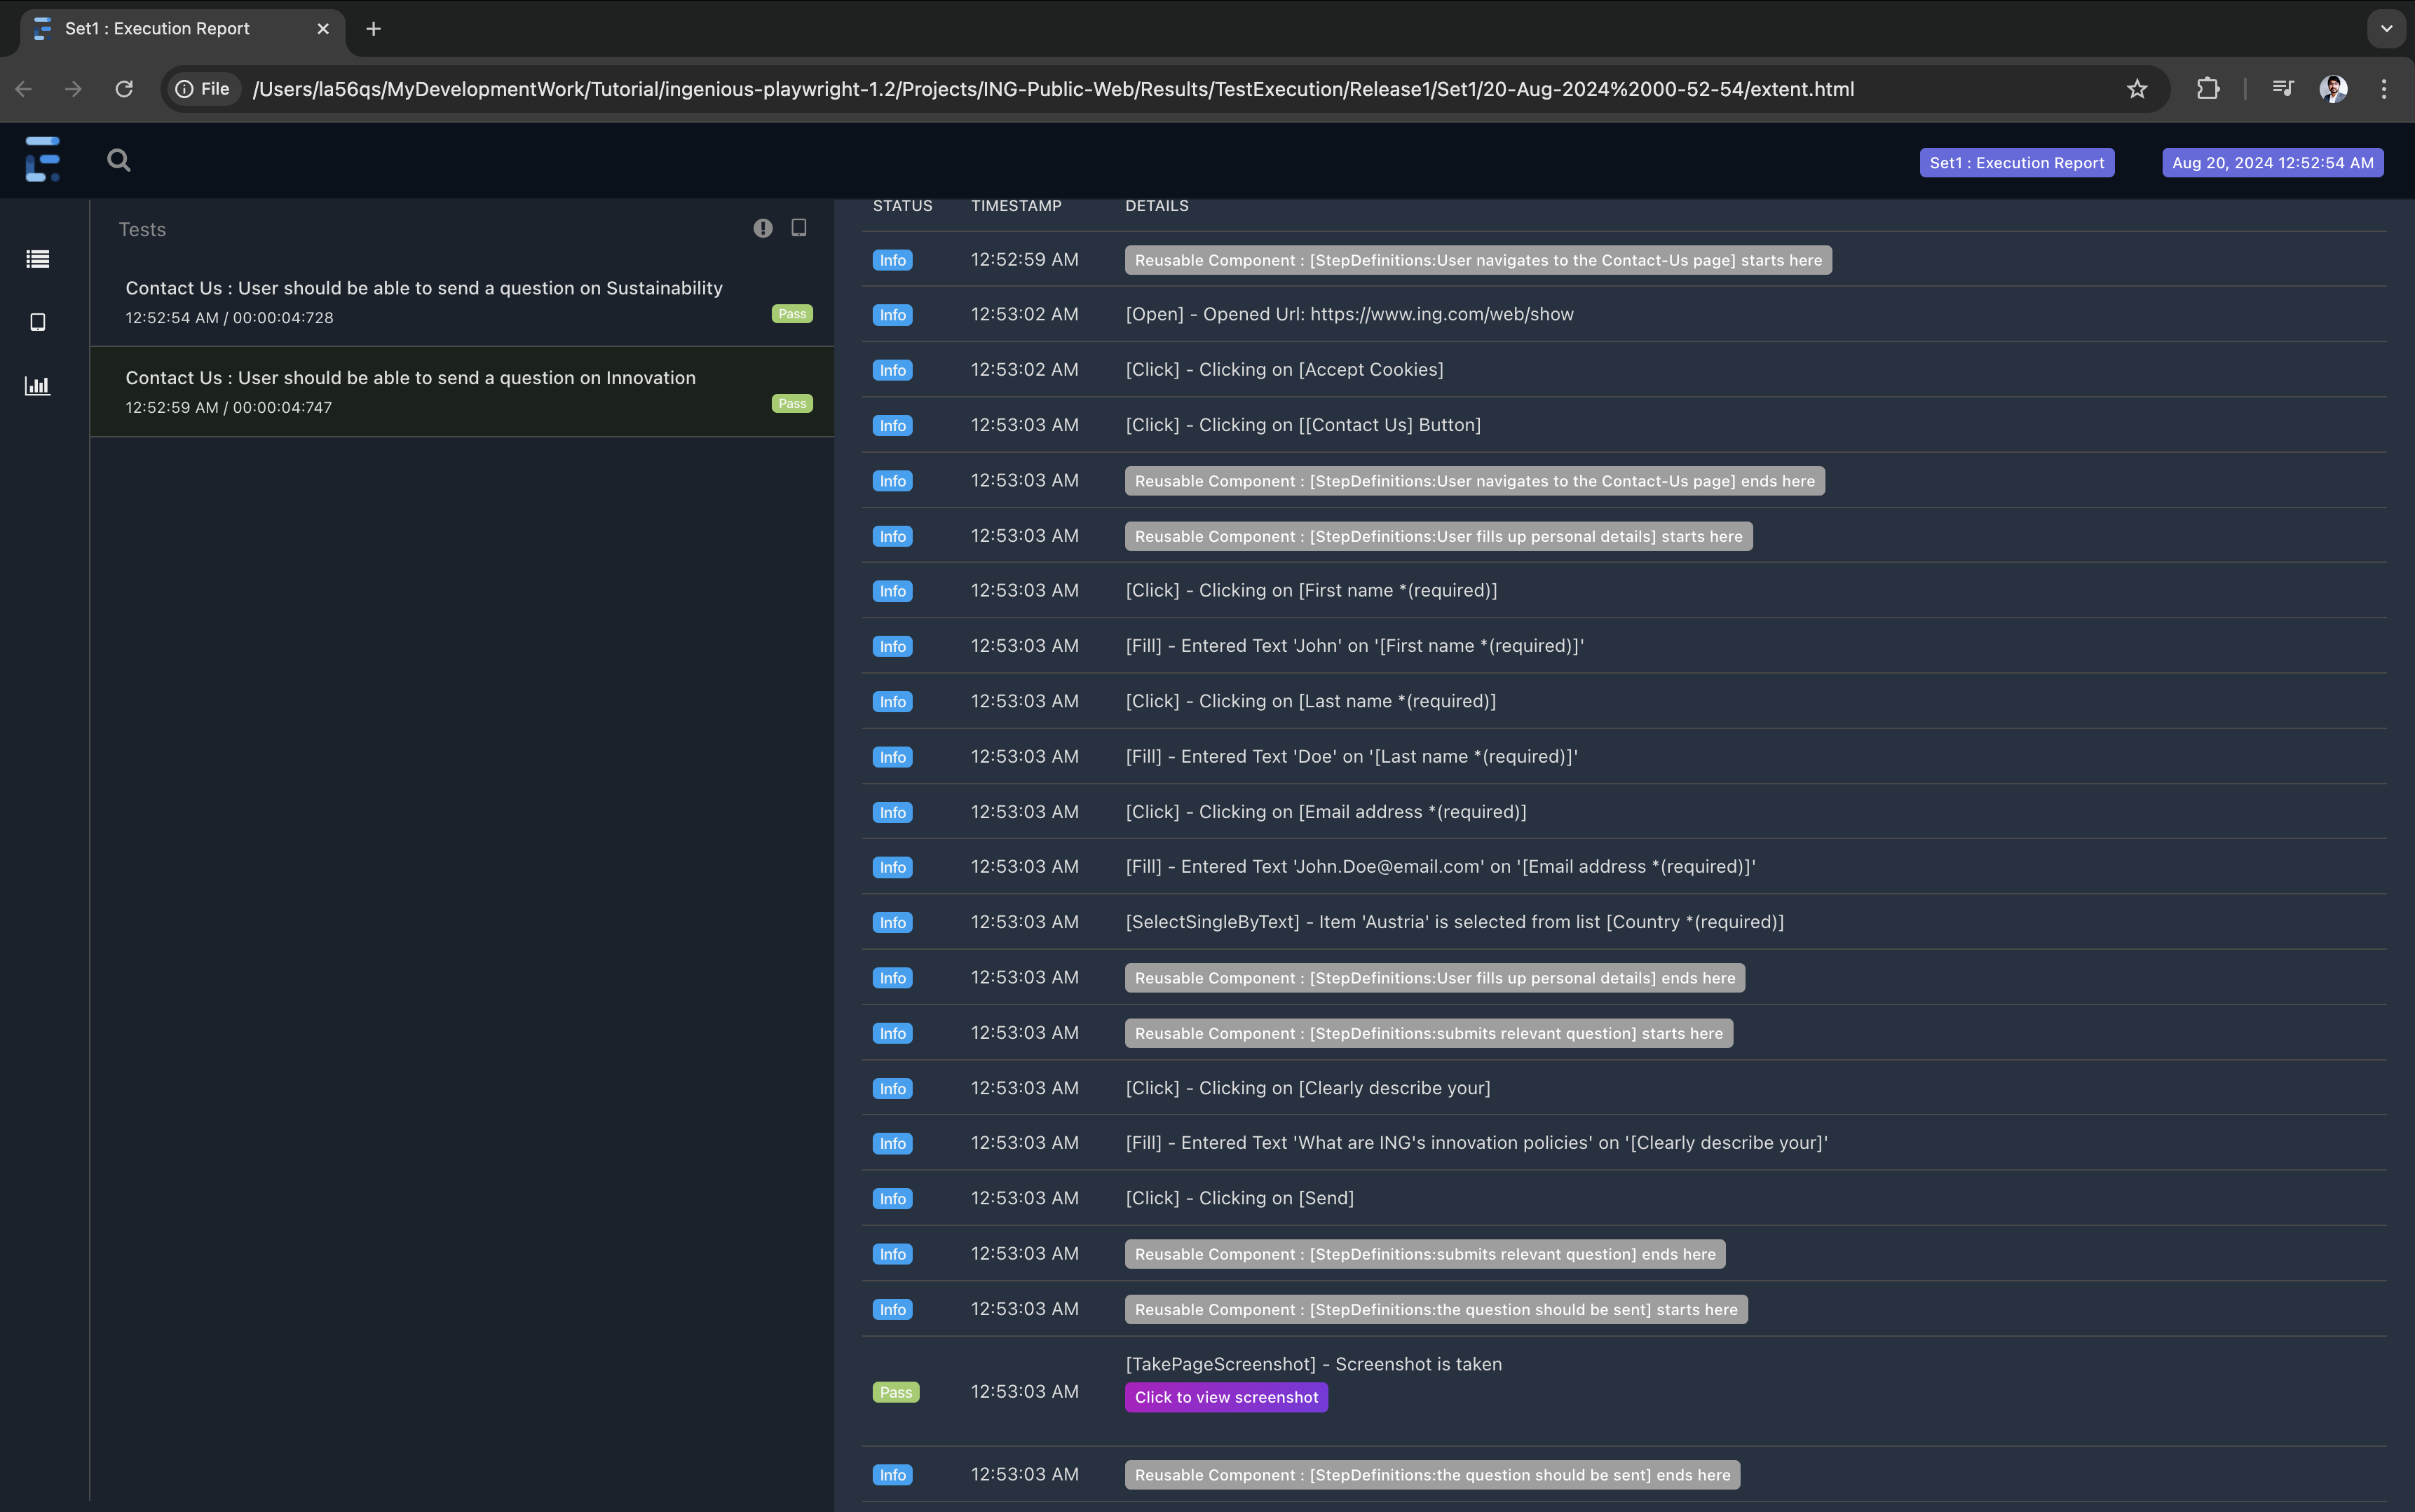 Set1 : Execution Report
File /Users/la56qs/MyDevelopmentWork/Tutorial/ingenious-playwright-1.2/Projects/ING-Public-Web/Results/TestExecution/Release1/Set1/20-Aug-2024%2000-52-54/extent.html
Set1 : Execution Report Aug 20, 2024 12:52:54 AM
Tests
Contact Us : User should be able to send a question on Sustainability
12:52:54 AM / 00:00:04:728 Pass
Contact Us : User should be able to send a question on Innovation
12:52:59 AM / 00:00:04:747 Pass
STATUS TIMESTAMP DETAILS
Info 12:52:59 AM Reusable Component : [StepDefinitions:User navigates to the Contact-Us page] starts here
Info 12:53:02 AM [Open] - Opened Url: https://www.ing.com/web/show
Info 12:53:02 AM [Click] - Clicking on [Accept Cookies]
Info 12:53:03 AM [Click] - Clicking on [[Contact Us] Button]
Info 12:53:03 AM Reusable Component : [StepDefinitions:User navigates to the Contact-Us page] ends here
Info 12:53:03 AM Reusable Component : [StepDefinitions:User fills up personal details] starts here
Info 12:53:03 AM [Click] - Clicking on [First name *(required)]
Info 12:53:03 AM [Fill] - Entered Text 'John' on '[First name *(required)]'
Info 12:53:03 AM [Click] - Clicking on [Last name *(required)]
Info 12:53:03 AM [Fill] - Entered Text 'Doe' on '[Last name *(required)]'
Info 12:53:03 AM [Click] - Clicking on [Email address *(required)]
Info 12:53:03 AM [Fill] - Entered Text 'John.Doe@email.com' on '[Email address *(required)]'
Info 12:53:03 AM [SelectSingleByText] - Item 'Austria' is selected from list [Country *(required)]
Info 12:53:03 AM Reusable Component : [StepDefinitions:User fills up personal details] ends here
Info 12:53:03 AM Reusable Component : [StepDefinitions:submits relevant question] starts here
Info 12:53:03 AM [Click] - Clicking on [Clearly describe your]
Info 12:53:03 AM [Fill] - Entered Text 'What are ING's innovation policies' on '[Clearly describe your]'
Info 12:53:03 AM [Click] - Clicking on [Send]
Info 12:53:03 AM Reusable Component : [StepDefinitions:submits relevant question] ends here
Info 12:53:03 AM Reusable Component : [StepDefinitions:the question should be sent] starts here
[TakePageScreenshot] - Screenshot is taken
Pass 12:53:03 AM Click to view screenshot
Info 12:53:03 AM Reusable Component : [StepDefinitions:the question should be sent] ends here